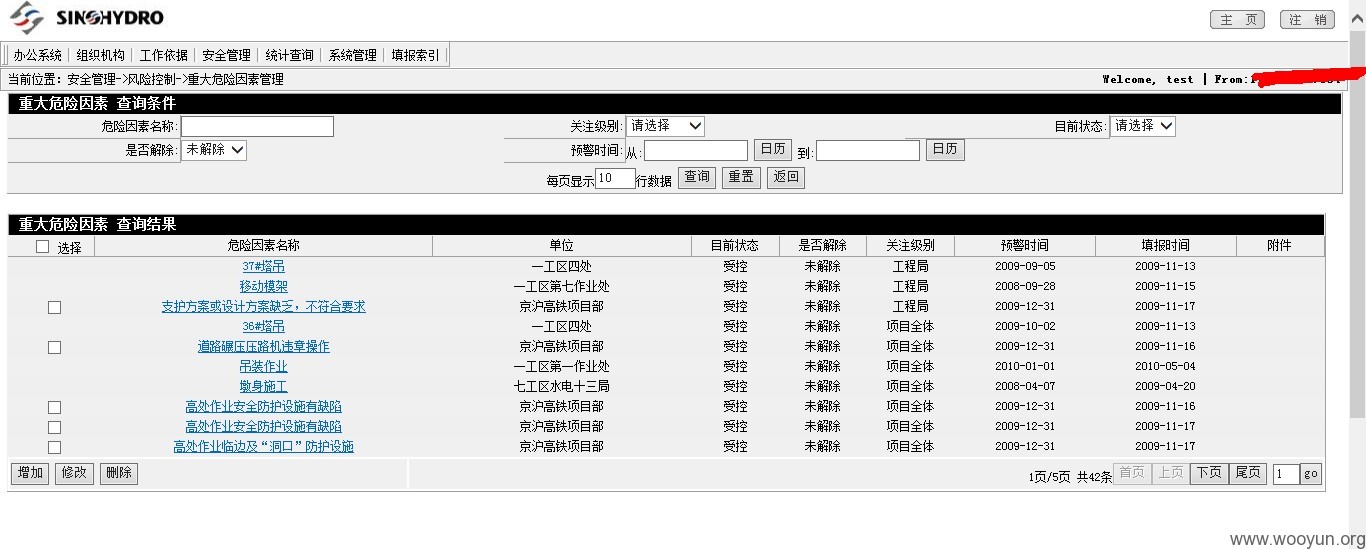 SINOHYDRO
主 页 注 销
办公系统 组织机构 工作依据 安全管理 统计查询 系统管理 填报索引
当前位置：安全管理->风险控制->重大危险因素管理 Welcome, test | From:
重大危险因素 查询条件
危险因素名称: 关注级别: 请选择 目前状态: 请选择
是否解除: 未解除 预警时间: 从: 日历 到: 日历
每页显示 10 行数据 查询 重置 返回
重大危险因素 查询结果
选择 危险因素名称 单位 目前状态 是否解除 关注级别 预警时间 填报时间 附件
37#塔吊 一工区四处 受控 未解除 工程局 2009-09-05 2009-11-13
移动模架 一工区第七作业处 受控 未解除 工程局 2008-09-28 2009-11-15
支护方案或设计方案缺乏，不符合要求 京沪高铁项目部 受控 未解除 工程局 2009-12-31 2009-11-17
36#塔吊 一工区四处 受控 未解除 项目全体 2009-10-02 2009-11-13
道路碾压压路机违章操作 京沪高铁项目部 受控 未解除 项目全体 2009-12-31 2009-11-16
吊装作业 一工区第一作业处 受控 未解除 项目全体 2010-01-01 2010-05-04
墩身施工 七工区水电十三局 受控 未解除 项目全体 2008-04-07 2009-04-20
高处作业安全防护设施有缺陷 京沪高铁项目部 受控 未解除 项目全体 2009-12-31 2009-11-16
高处作业安全防护设施有缺陷 京沪高铁项目部 受控 未解除 项目全体 2009-12-31 2009-11-17
高处作业临边及“洞口”防护设施 京沪高铁项目部 受控 未解除 项目全体 2009-12-31 2009-11-17
增加 修改 删除 1页/5页 共42条 首页 上页 下页 尾页 1 go
www.wooyun.org